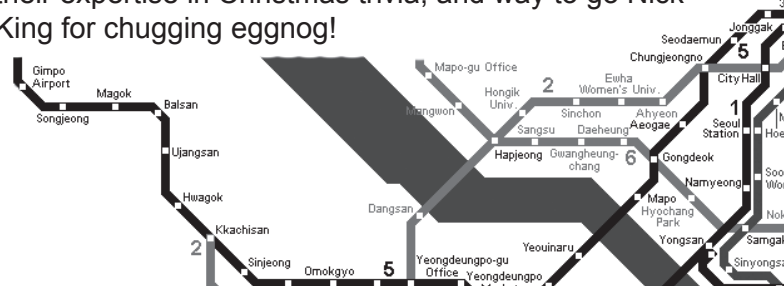 their expertise in Christmas trivia, and way to go Nick
King for chugging eggnog!
Jonggak
Seodaemun
5
Chungjeongno
City Hall
Gimpo
Airport
Mapo-gu Office
2
Ewha
Women's Univ.
Magok
Balsan
Hongik
Univ.
Songjeong
Mangwon
Sinchon
Ahyeon
Aeogae
1
Seoul
Station
Sangsu
Daeheung
Ujangsan
Hapjeong
Gwangheung-
chang
6
Gongdeok
Namyeong
Hwagok
Mapo
Hyochang
Park
Dangsan
Kkachisan
2
Yeouinaru
Yongsan
Samgak
Sinjeong
Omokgyo
5
Yeongdeungpo-gu
Office
Yeongdeungpo
Sinyongsa